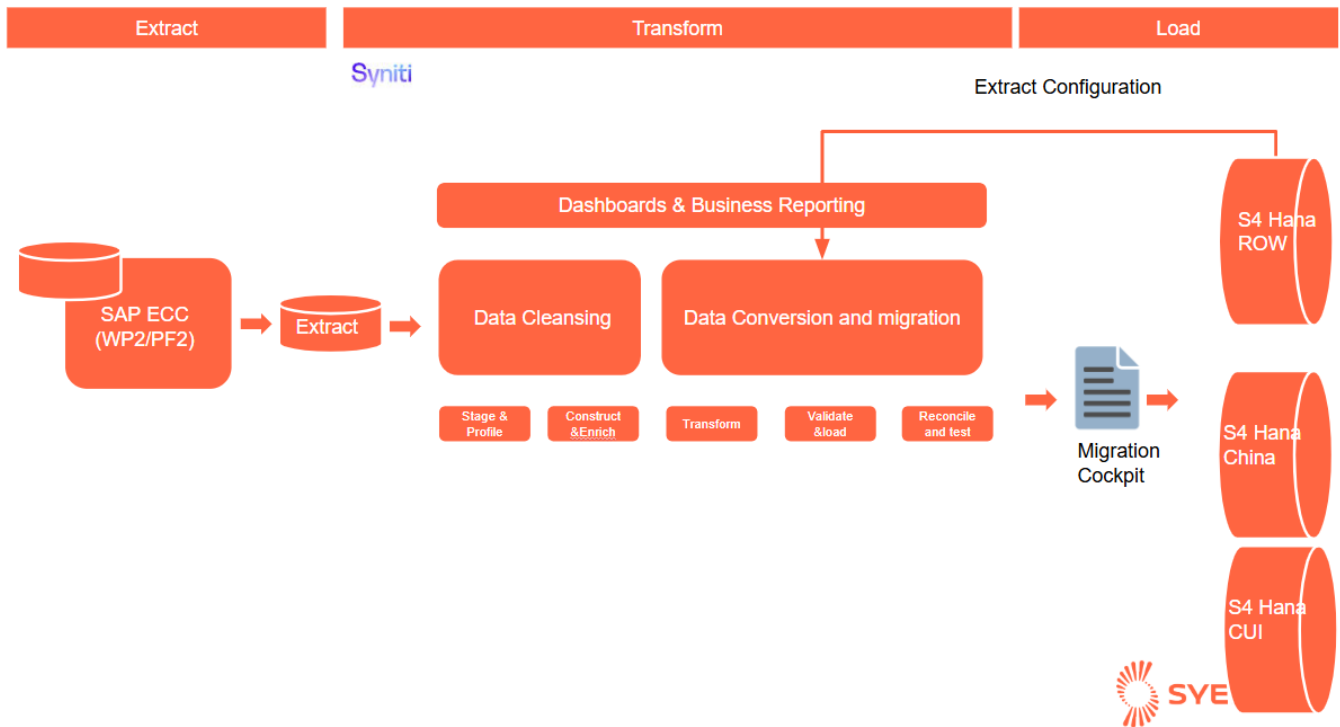 Extract
Transform
Load
Syniti
Extract Configuration
Dashboards & Business Reporting
S4 Hana
ROW
SAP ECC
(WP2/PF2)
Extract
Data Cleansing
Data Conversion and migration
Stage &
Profile
Construct
&Enrich
Transform
Validate
&load
Reconcile
and test
Migration
Cockpit
S4 Hana
China
S4 Hana
CUI
SYE